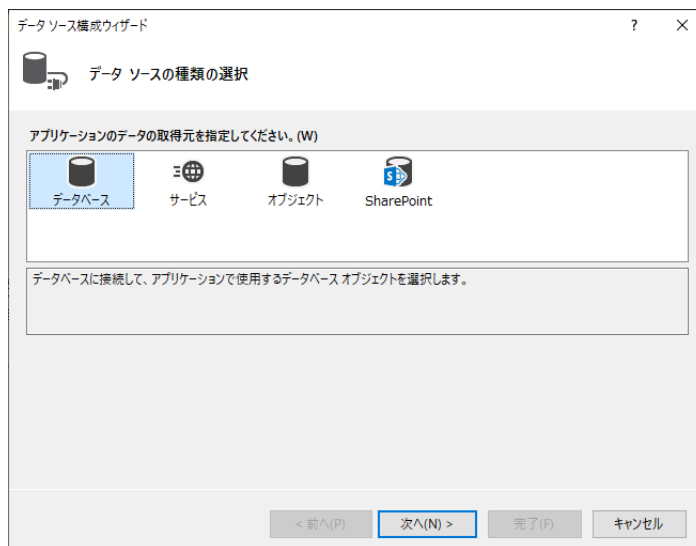 データ ソース構成ウィザード
?
データ ソースの種類の選択
アプリケーションのデータの取得元を指定してください。(W)
データベース サービス オブジェクト SharePoint
データベースに接続して、アプリケーションで使用するデータベース オブジェクトを選択します。
< 前へ(P) 次へ(N) > 完了(F) キャンセル